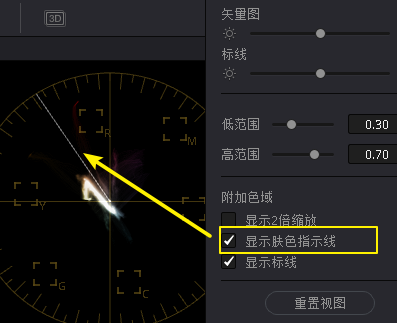 3D
矢量图
标线
低范围 0.30
高范围 0.70
附加色域
显示2倍缩放
显示肤色指示线
显示标线
重置视图
R
M
Y
G
C